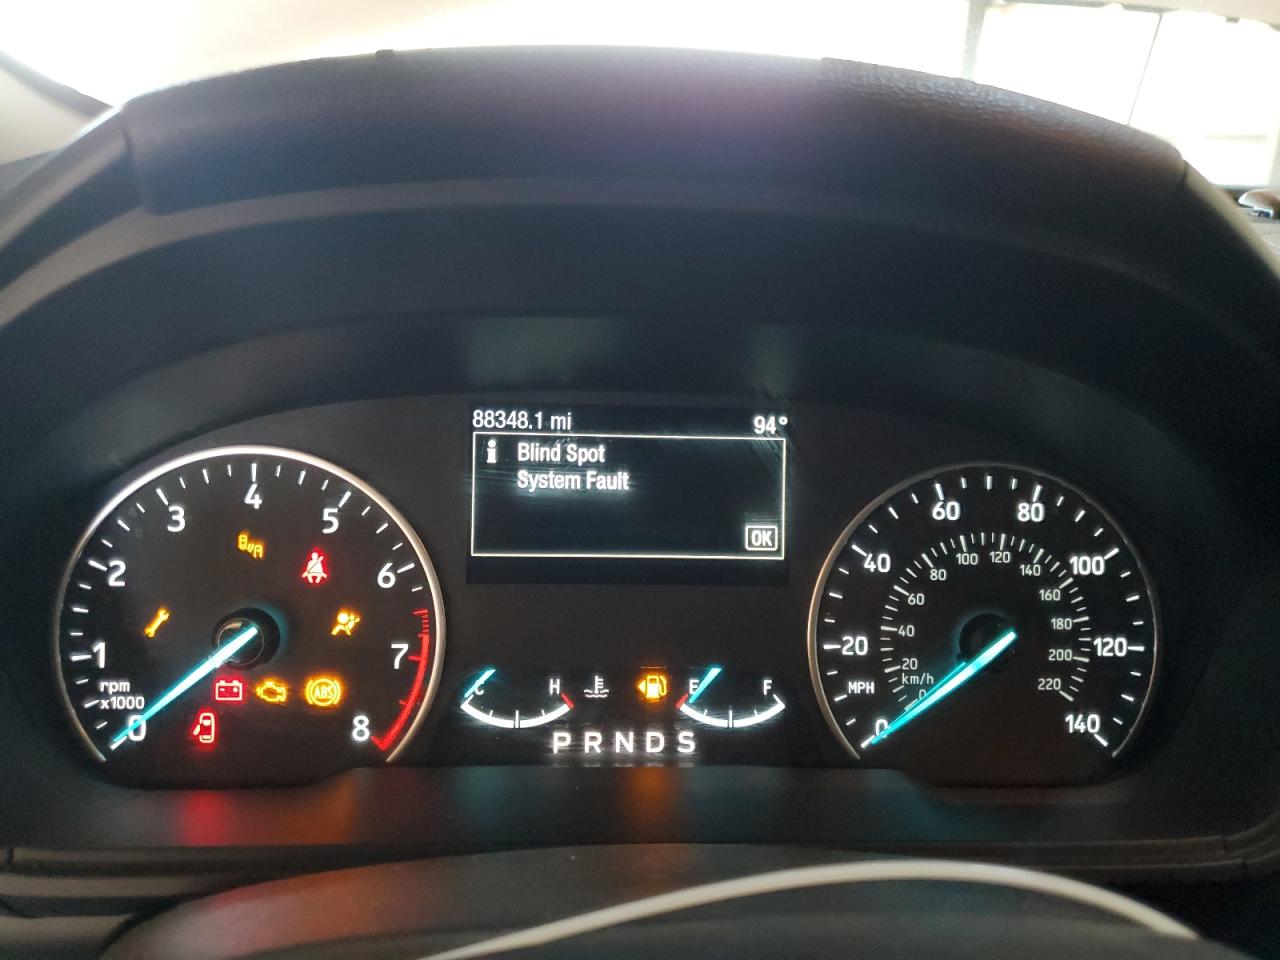 88348.1 mi 94°
i Blind Spot
System Fault
OK
0 1 2 3 4 5 6 7 8
rpm
x1000
ABS
C H
E F
P R N D S
0 20 40 60 80 100 120 140
MPH
0 20 40 60 80 100 120 140 160 180 200 220
km/h